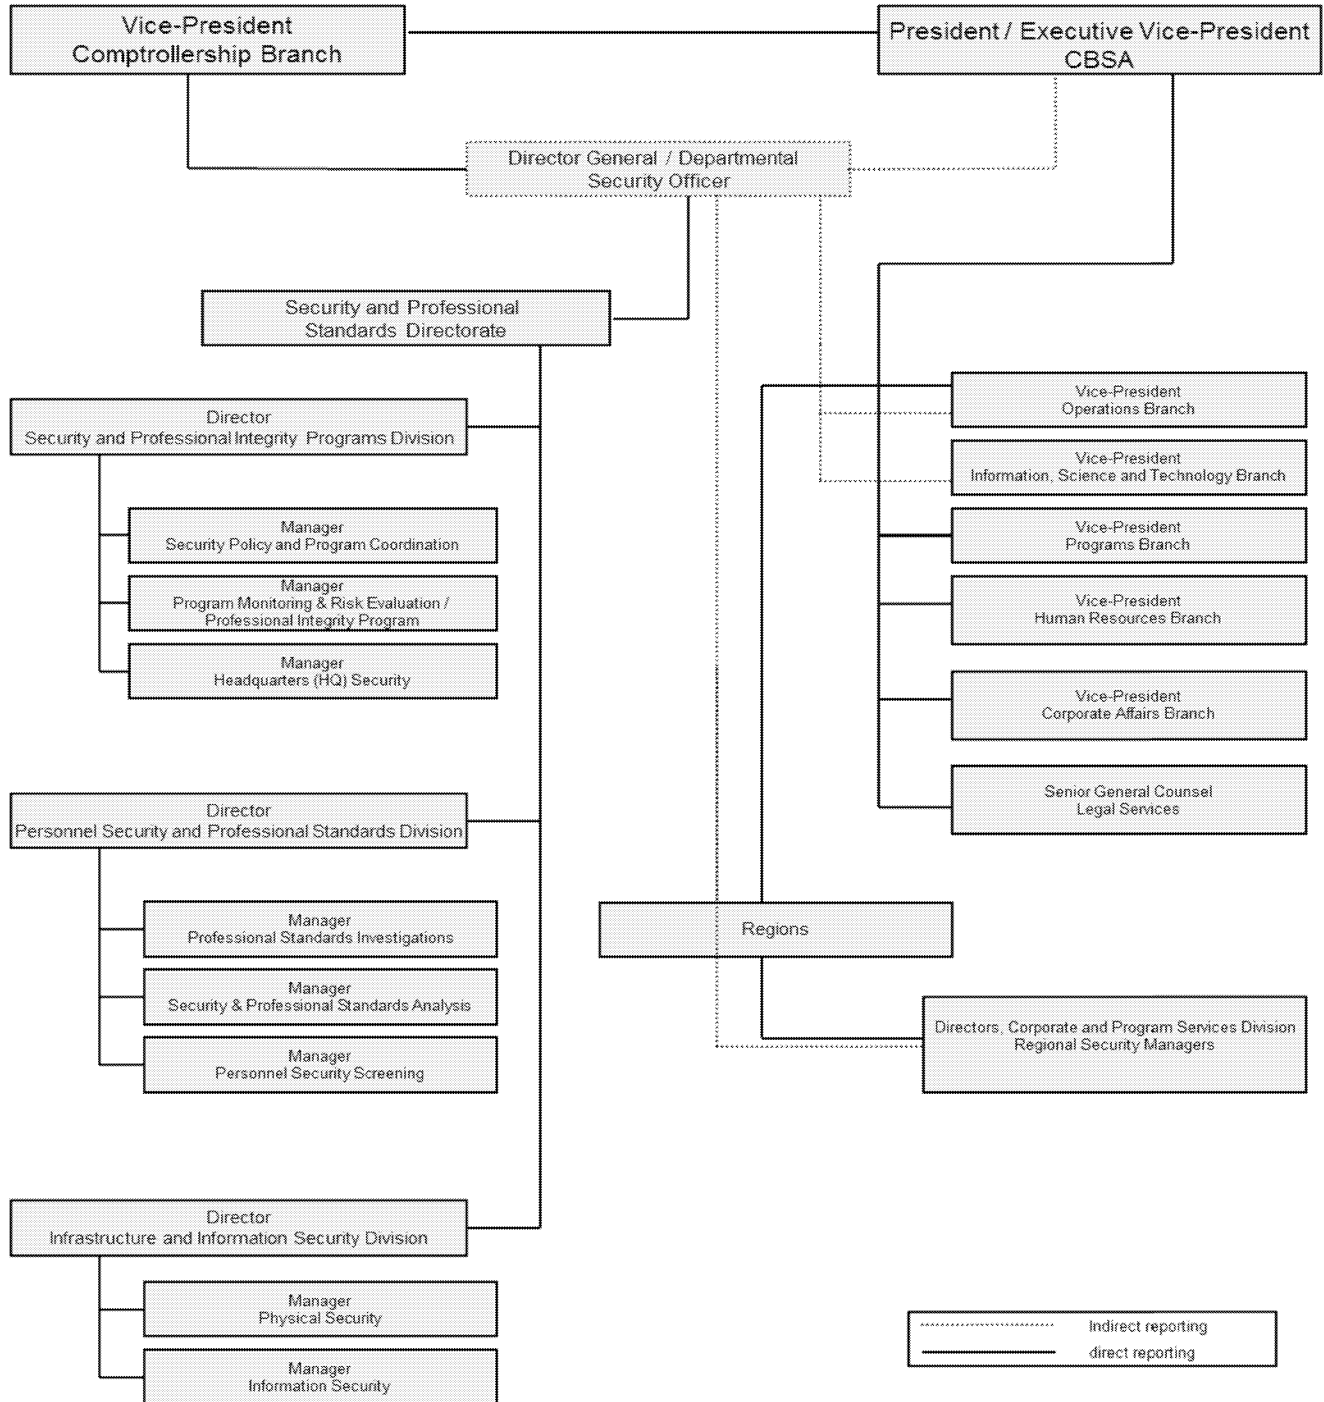 Vice-President
Comptrollership Branch
President / Executive Vice-President
CBSA
Director General / Departmental
Security Officer
Security and Professional
Standards Directorate
Director
Security and Professional Integrity Programs Division
Manager
Security Policy and Program Coordination
Manager
Program Monitoring & Risk Evaluation /
Professional Integrity Program
Manager
Headquarters (HQ) Security
Director
Personnel Security and Professional Standards Division
Manager
Professional Standards Investigations
Manager
Security & Professional Standards Analysis
Manager
Personnel Security Screening
Director
Infrastructure and Information Security Division
Manager
Physical Security
Manager
Information Security
Vice-President
Operations Branch
Vice-President
Information, Science and Technology Branch
Vice-President
Programs Branch
Vice-President
Human Resources Branch
Vice-President
Corporate Affairs Branch
Senior General Counsel
Legal Services
Regions
Directors, Corporate and Program Services Division
Regional Security Managers
Indirect reporting
direct reporting